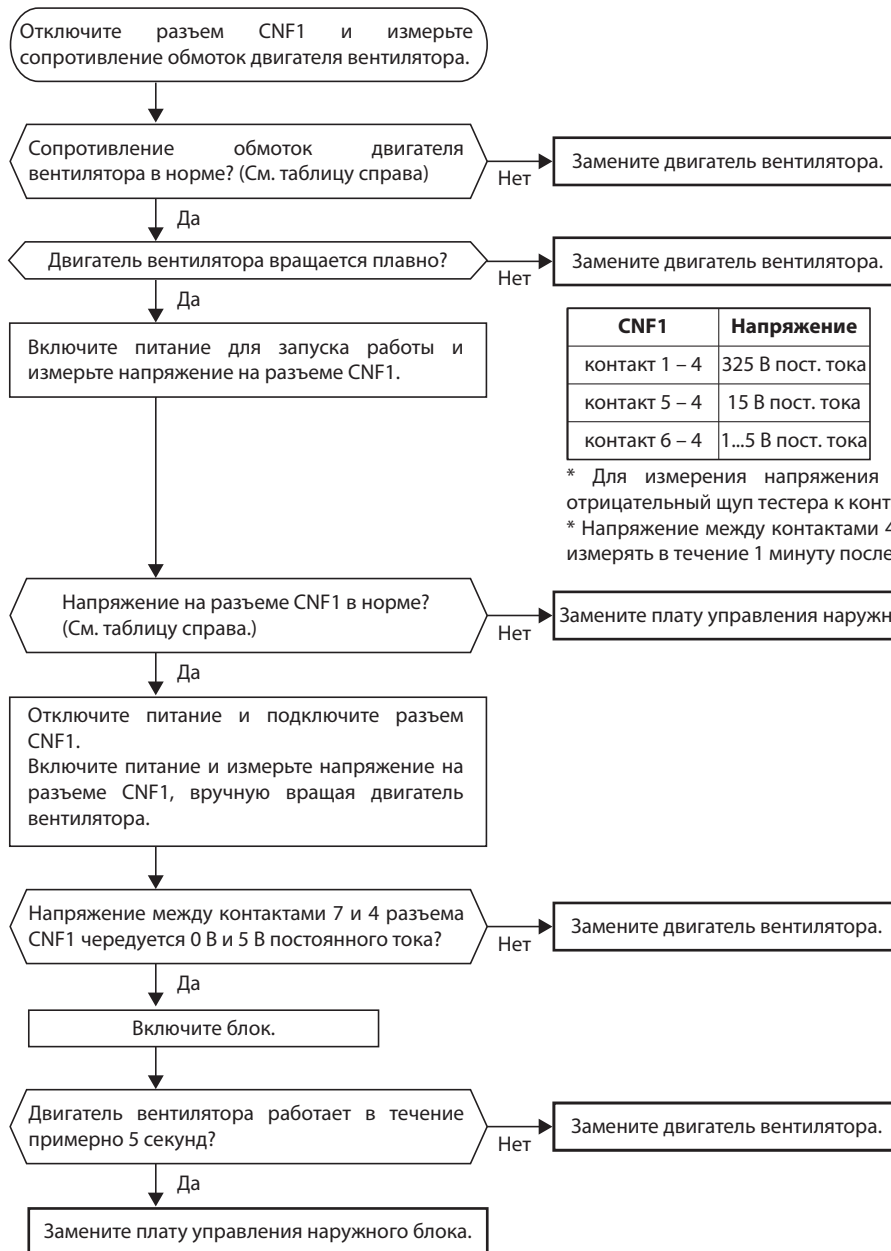 Отключите разъем CNF1 и измерьте
сопротивление обмоток двигателя вентилятора.
Сопротивление обмоток двигателя
вентилятора в норме? (См. таблицу справа)
Нет
Замените двигатель вентилятора.
Да
Двигатель вентилятора вращается плавно?
Нет
Замените двигатель вентилятора.
Да
Включите питание для запуска работы и
измерьте напряжение на разъеме CNF1.
CNF1 Напряжение
контакт 1 – 4 325 В пост. тока
контакт 5 – 4 15 В пост. тока
контакт 6 – 4 1...5 В пост. тока
* Для измерения напряжения
отрицательный щуп тестера к
* Напряжение между контактами 4
измерять в течение 1 минуту после
Напряжение на разъеме CNF1 в норме?
(См. таблицу справа.)
Нет
Замените плату управления
Да
Отключите питание и подключите разъем
CNF1.
Включите питание и измерьте напряжение на
разъеме CNF1, вручную вращая двигатель
вентилятора.
Напряжение между контактами 7 и 4 разъема
CNF1 чередуется 0 В и 5 В постоянного тока?
Нет
Замените двигатель вентилятора.
Да
Включите блок.
Двигатель вентилятора работает в течение
примерно 5 секунд?
Нет
Замените двигатель вентилятора.
Да
Замените плату управления наружного блока.